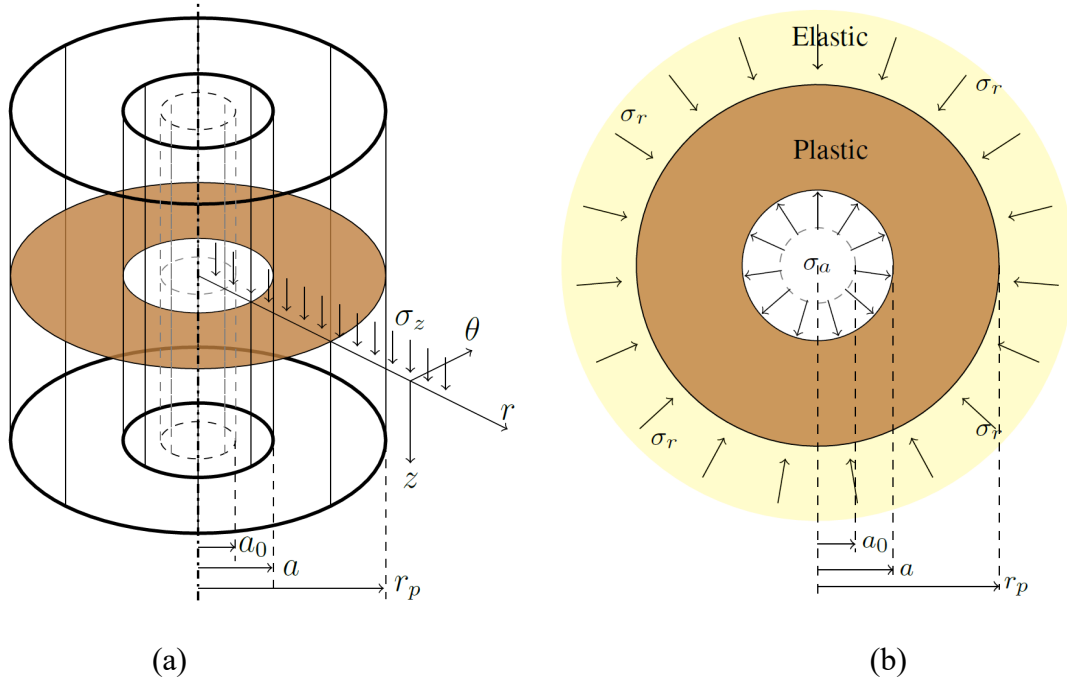 σ_z
θ
r
z
a_0
a
r_p
(a)
Elastic
σ_r
σ_r
Plastic
σ_a
σ_r
σ_r
a_0
a
r_p
(b)